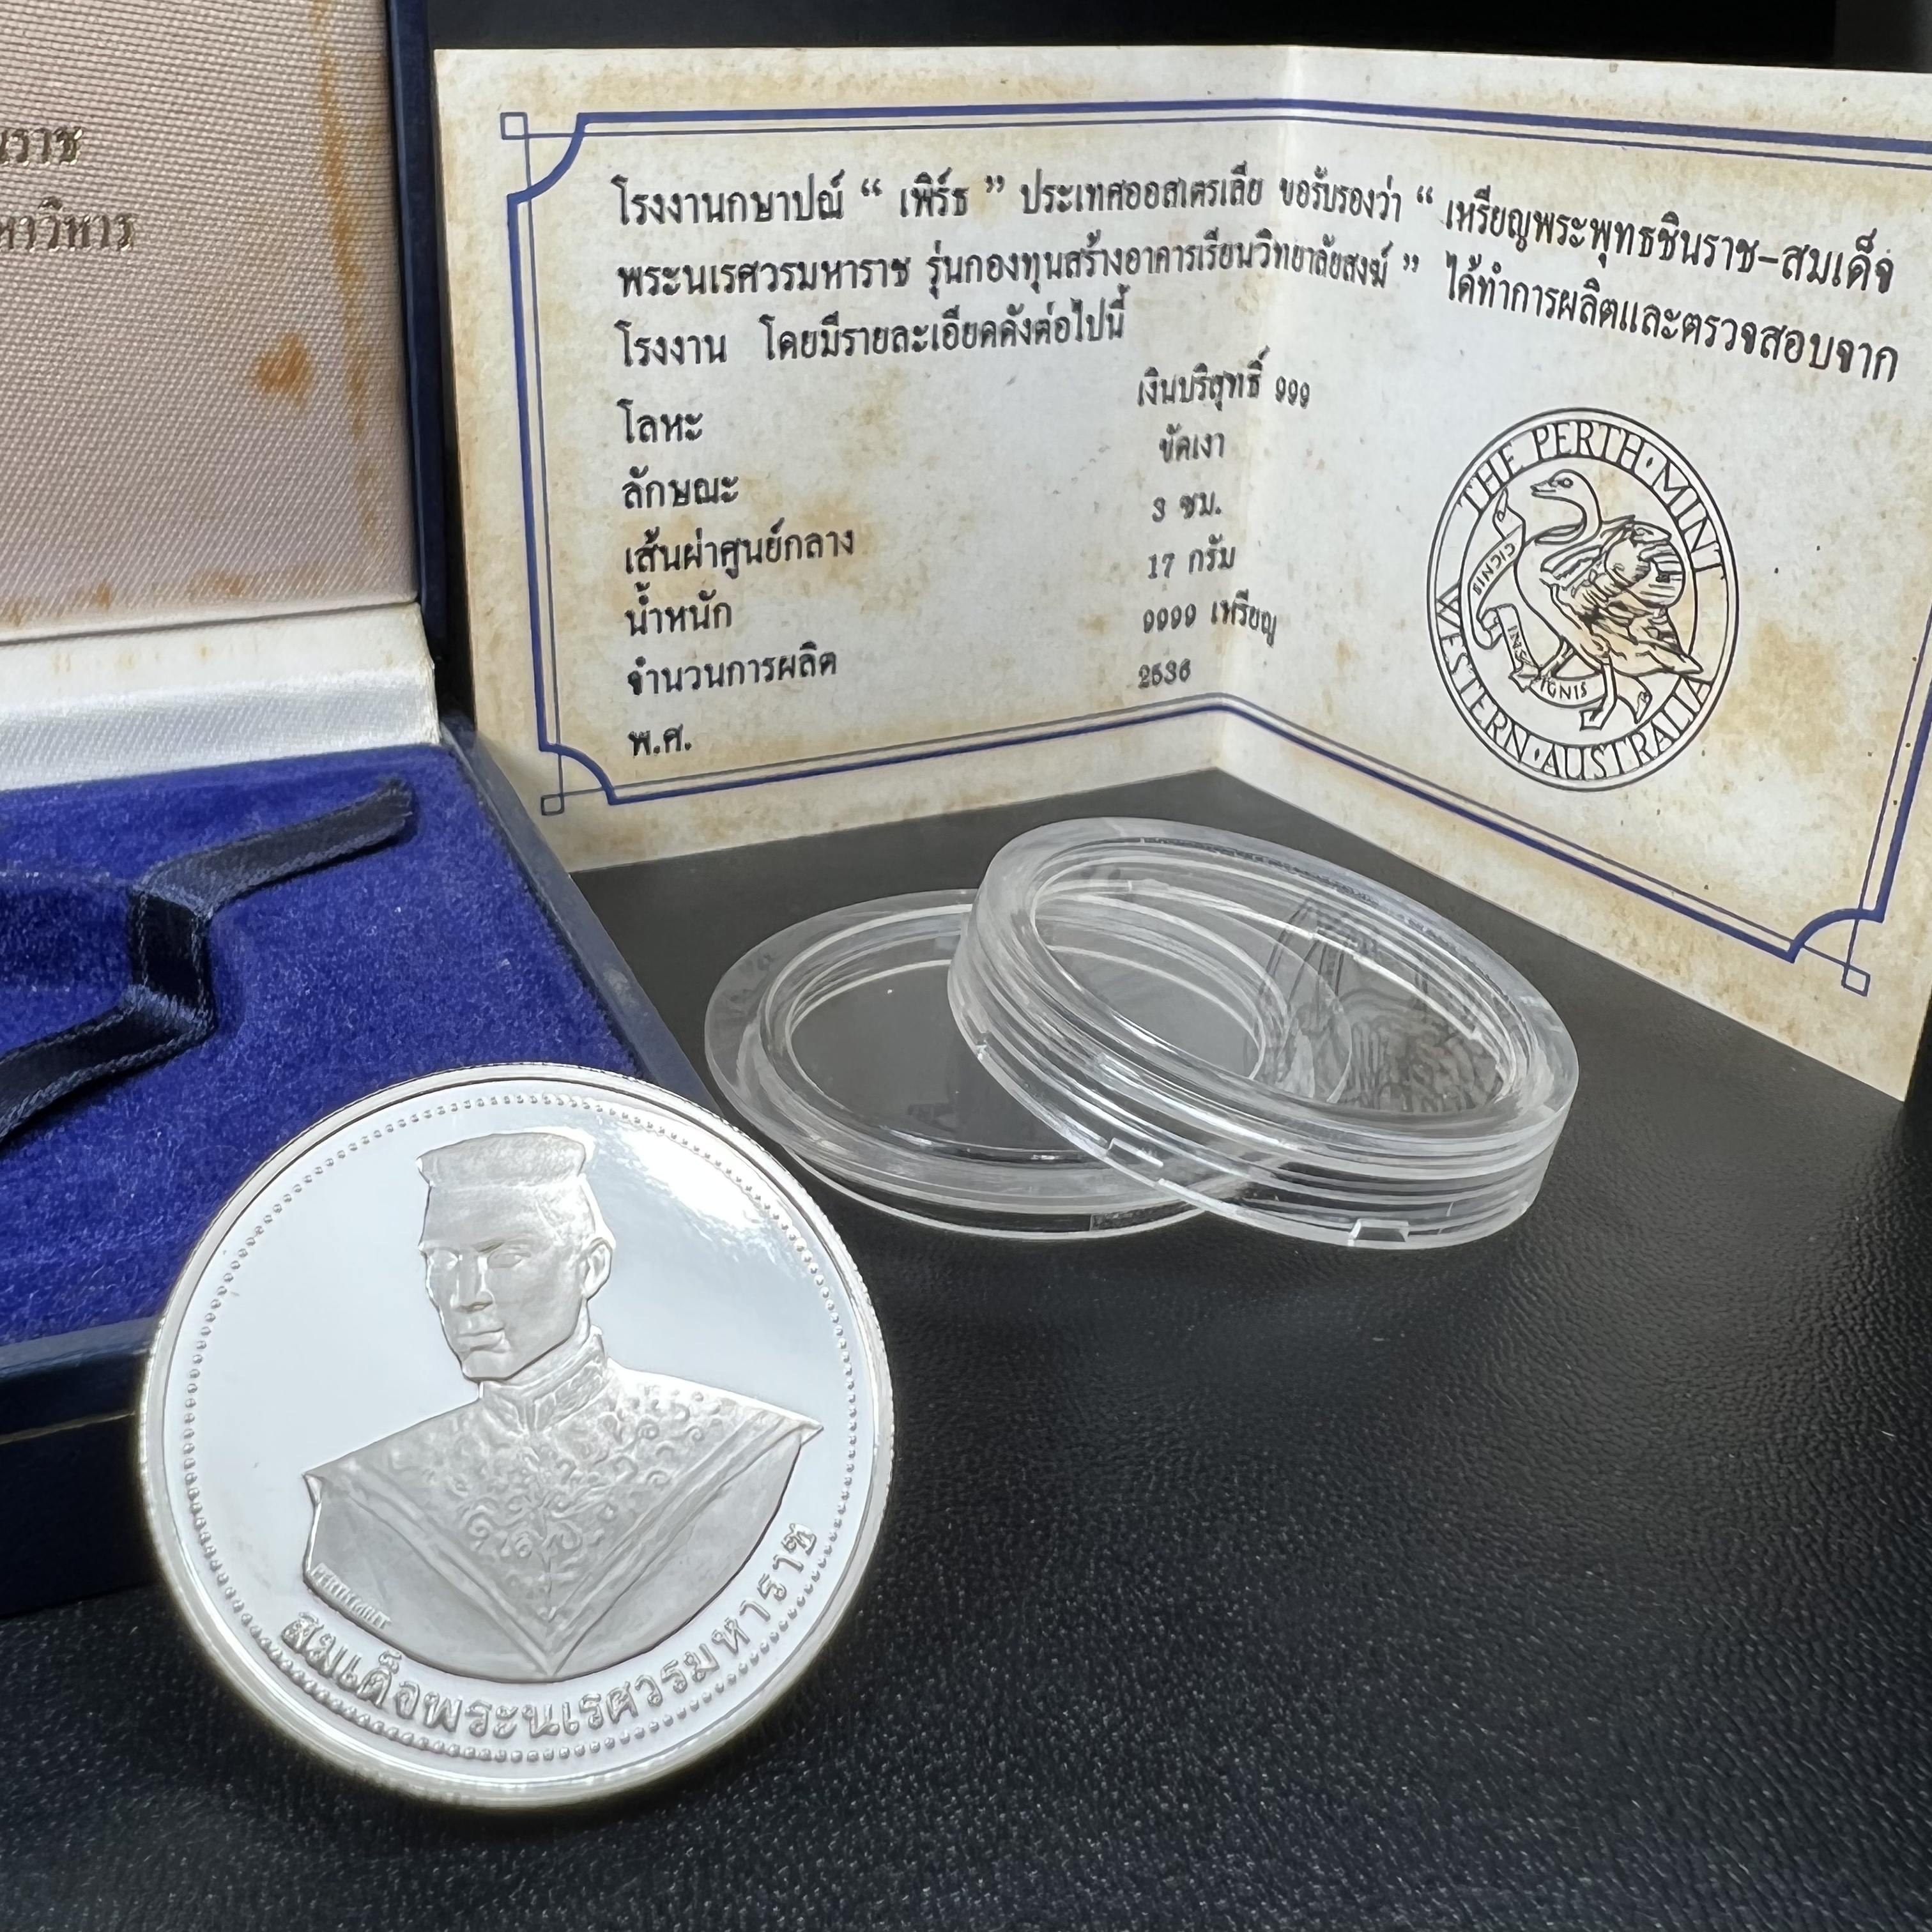 หาวิหาร
โรงงานกษาปณ์ “ เพิร์ธ ” ประเทศออสเตรเลีย ขอรับรองว่า “ เหรียญพระพุทธชินราช-สมเด็จ
พระนเรศวรมหาราช รุ่นกองทุนสร้างอาคารเรียนวิทยาลัยสงฆ์ ” ได้ทำการผลิตและตรวจสอบจาก
โรงงาน โดยมีรายละเอียดดังต่อไปนี้
โลหะ เงินบริสุทธิ์ 999
ลักษณะ ขัดเงา
เส้นผ่าศูนย์กลาง 3 ซม.
น้ำหนัก 17 กรัม
จำนวนการผลิต 9999 เหรียญ
พ.ศ. 2536
THE PERTH·MINT
WESTERN·AUSTRALIA
CIGNIS
INSIGNIS
สมเด็จพระนเรศวรมหาราช